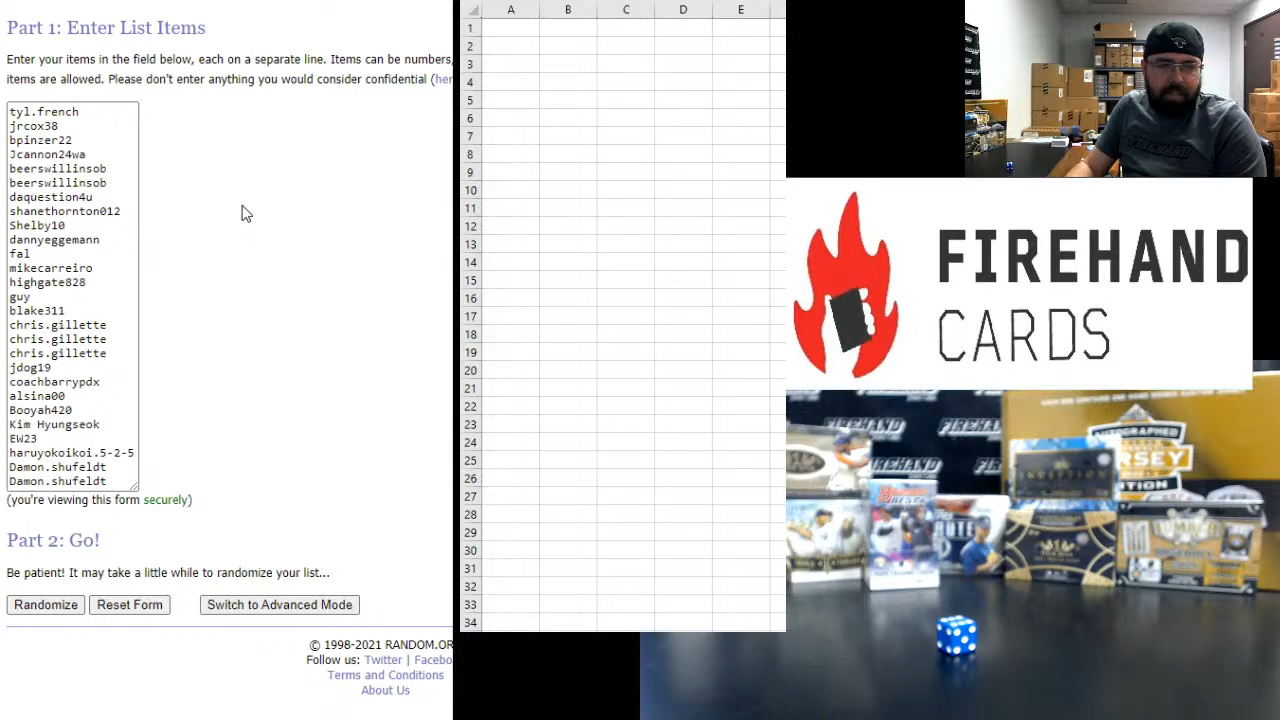 Part 1: Enter List Items
Enter your items in the field below, each on a separate line. Items can be numbers,
items are allowed. Please don't enter anything you would consider confidential (her
tyl.french
jrcox38
bpinzer22
Jcannon24wa
beerswillinsob
beerswillinsob
daquestion4u
shanethornton012
Shelby10
dannyeggemann
fal
mikecarreiro
highgate828
guy
blake311
chris.gillette
chris.gillette
chris.gillette
jdog19
coachbarrypdx
alsina00
Booyah420
Kim Hyungseok
EW23
haruyokoikoi.5-2-5
Damon.shufeldt
Damon.shufeldt
(you're viewing this form securely)
Part 2: Go!
Be patient! It may take a little while to randomize your list...
Randomize Reset Form Switch to Advanced Mode
© 1998-2021 RANDOM.OR
Follow us: Twitter | Facebo
Terms and Conditions
About Us
A B C D E
1
2
3
4
5
6
7
8
9
10
11
12
13
14
15
16
17
18
19
20
21
22
23
24
25
26
27
28
29
30
31
32
33
34
FIREHAND
CARDS
FIREHAND
FIREHAND
AUTOGRAPHED
JERSEY
EDITION
INCEPTION